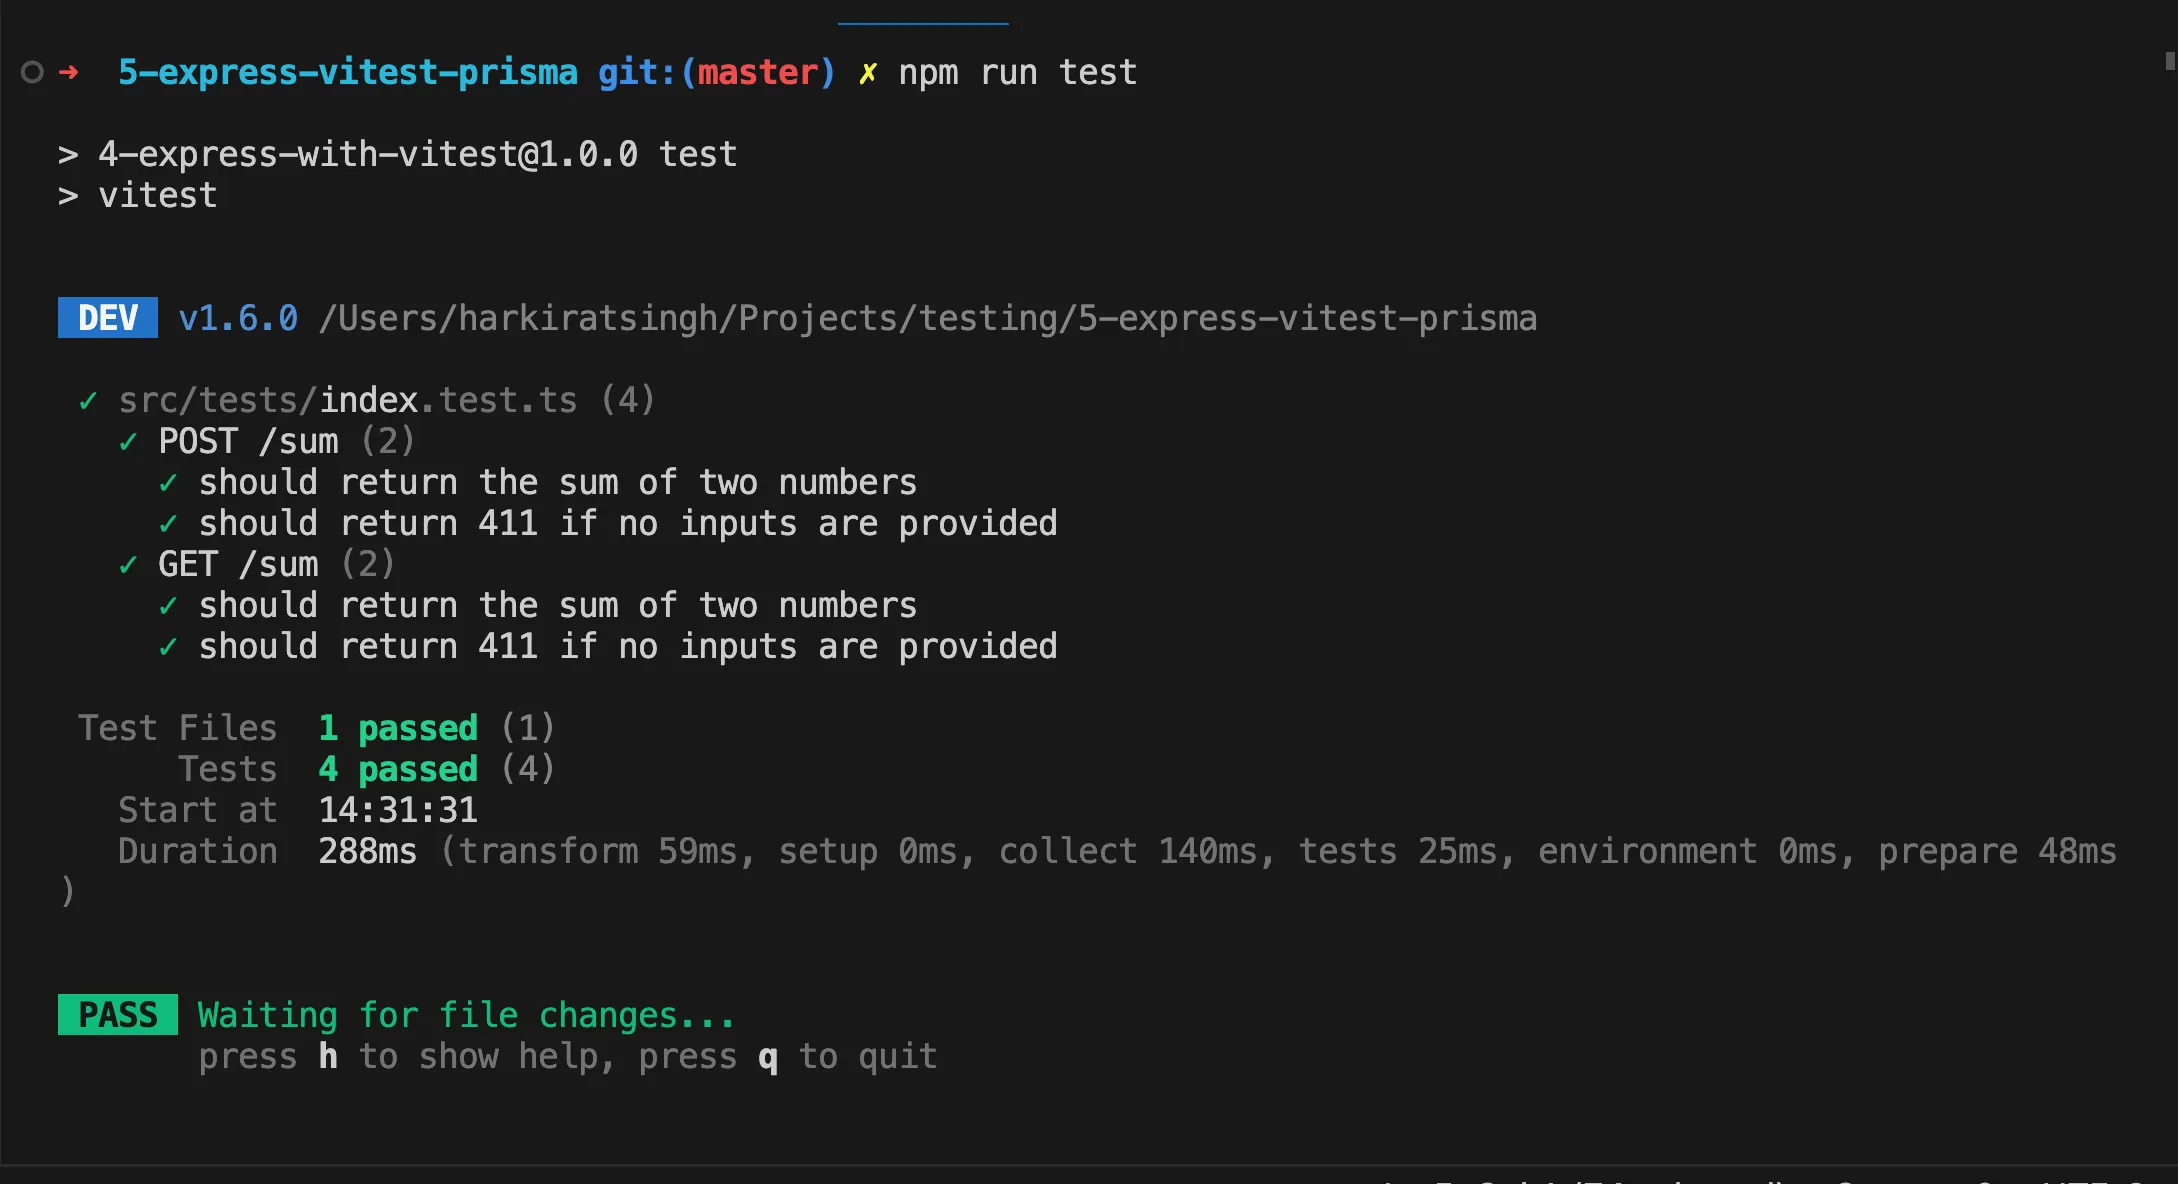 ➜ 5-express-vitest-prisma git:(master) ✗ npm run test
> 4-express-with-vitest@1.0.0 test
> vitest
DEV v1.6.0 /Users/harkiratsingh/Projects/testing/5-express-vitest-prisma
✓ src/tests/index.test.ts (4)
✓ POST /sum (2)
✓ should return the sum of two numbers
✓ should return 411 if no inputs are provided
✓ GET /sum (2)
✓ should return the sum of two numbers
✓ should return 411 if no inputs are provided
Test Files 1 passed (1)
Tests 4 passed (4)
Start at 14:31:31
Duration 288ms (transform 59ms, setup 0ms, collect 140ms, tests 25ms, environment 0ms, prepare 48ms
)
PASS Waiting for file changes...
press h to show help, press q to quit